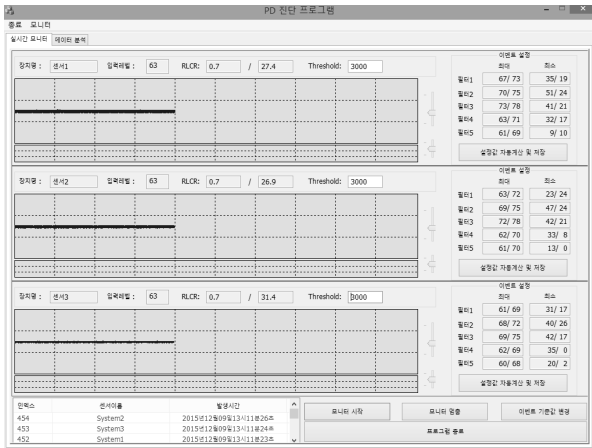 PD 진단 프로그램
종료 모니터
실시간 모니터 데이터 분석
장치명 : 센서1 입력레벨 : 63 RLCR: 0.7 / 27.4 Threshold: 3000
이벤트 설정
최대 최소
필터1 67/ 73 35/ 19
필터2 70/ 75 51/ 24
필터3 73/ 78 41/ 21
필터4 63/ 71 32/ 17
필터5 61/ 69 9/ 10
설정값 자동계산 및 저장
장치명 : 센서2 입력레벨 : 63 RLCR: 0.7 / 26.9 Threshold: 3000
이벤트 설정
최대 최소
필터1 63/ 72 23/ 24
필터2 69/ 75 47/ 24
필터3 72/ 78 42/ 21
필터4 62/ 70 33/ 8
필터5 61/ 70 13/ 0
설정값 자동계산 및 저장
장치명 : 센서3 입력레벨 : 63 RLCR: 0.7 / 31.4 Threshold: 3000
이벤트 설정
최대 최소
필터1 61/ 69 31/ 17
필터2 68/ 72 40/ 26
필터3 69/ 75 42/ 17
필터4 62/ 69 35/ 0
필터5 60/ 68 20/ 2
설정값 자동계산 및 저장
인덱스 센서이름 발생시간
454 System2 2015년12월09일13시11분26초
453 System3 2015년12월09일13시11분24초
452 System1 2015년12월09일13시11분23초
모니터 시작 모니터 멈춤 이벤트 기준값 변경
프로그램 종료